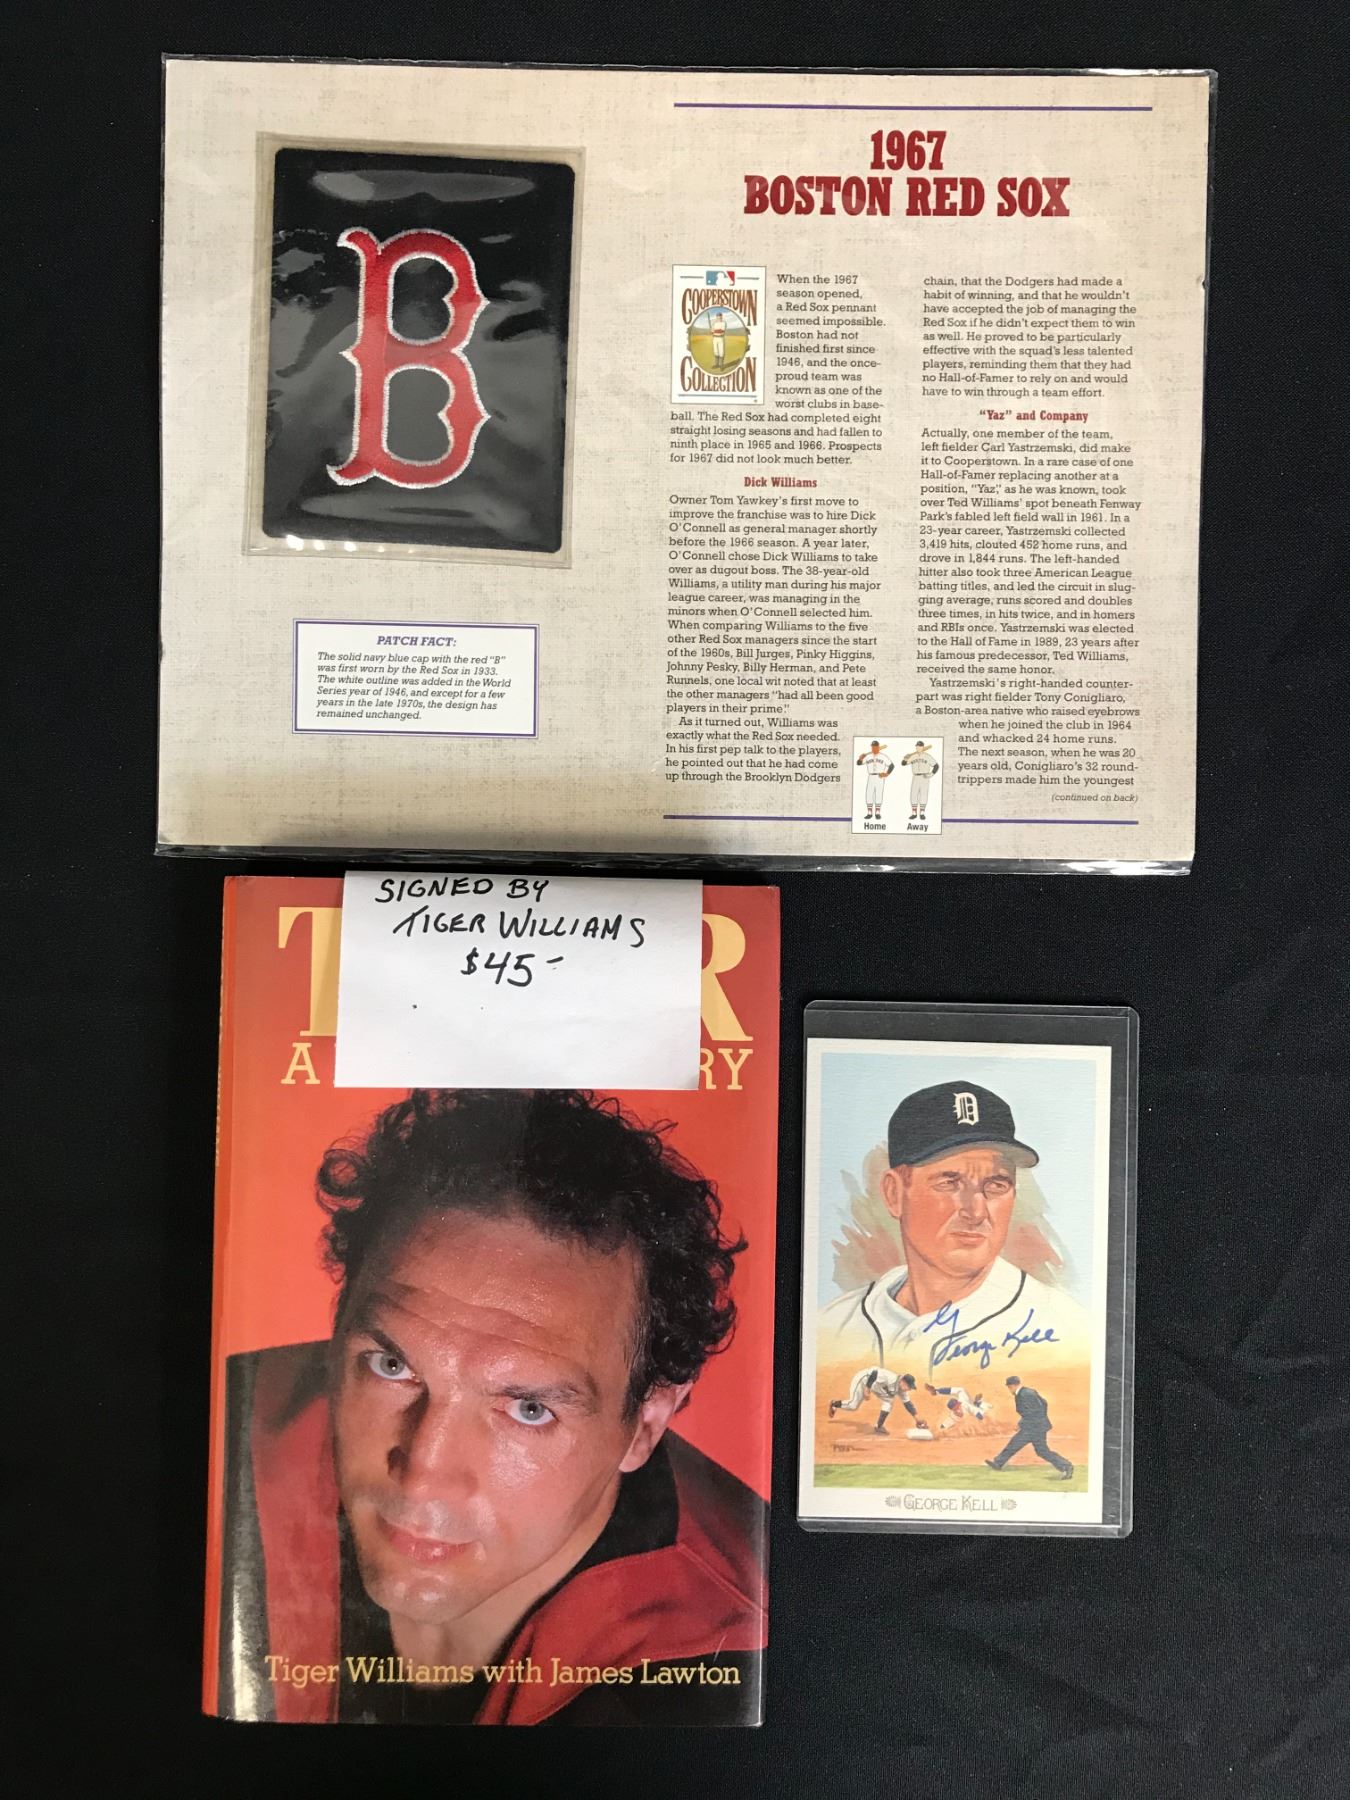 1967
BOSTON RED SOX
B
COOPERSTOWN
COLLECTION
When the 1967
season opened,
a Red Sox pennant
seemed impossible.
Boston had not
finished first since
1946, and the once-
proud team was
known as one of the
worst clubs in base-
ball. The Red Sox had completed eight
straight losing seasons and had fallen to
ninth place in 1965 and 1966. Prospects
for 1967 did not look much better.
Dick Williams
Owner Tom Yawkey's first move to
improve the franchise was to hire Dick
O'Connell as general manager shortly
before the 1966 season. A year later,
O'Connell chose Dick Williams to take
over as dugout boss. The 38-year-old
Williams, a utility man during his major
league career, was managing in the
minors when O'Connell selected him.
When comparing Williams to the five
other Red Sox managers since the start
of the 1960s, Bill Jurges, Pinky Higgins,
Johnny Pesky, Billy Herman, and Pete
Runnels, one local wit noted that at least
the other managers "had all been good
players in their prime."
As it turned out, Williams was
exactly what the Red Sox needed.
In his first pep talk to the players,
he pointed out that he had come
up through the Brooklyn Dodgers
chain, that the Dodgers had made a
habit of winning, and that he wouldn't
have accepted the job of managing the
Red Sox if he didn't expect them to win
as well. He proved to be particularly
effective with the squad's less talented
players, reminding them that they had
no Hall-of-Famer to rely on and would
have to win through a team effort.
"Yaz" and Company
Actually, one member of the team,
left fielder Carl Yastrzemski, did make
it to Cooperstown. In a rare case of one
Hall-of-Famer replacing another at a
position, "Yaz," as he was known, took
over Ted Williams' spot beneath Fenway
Park's fabled left field wall in 1961. In a
23-year career, Yastrzemski collected
3,419 hits, clouted 452 home runs, and
drove in 1,844 runs. The left-handed
hitter also took three American League
batting titles, and led the circuit in slug-
ging average, runs scored and doubles
three times, in hits twice, and in homers
and RBIs once. Yastrzemski was elected
to the Hall of Fame in 1989, 23 years after
his famous predecessor, Ted Williams,
received the same honor.
Yastrzemski's right-handed counter-
part was right fielder Tony Conigliaro,
a Boston-area native who raised eyebrows
when he joined the club in 1964
and whacked 24 home runs.
The next season, when he was 20
years old, Conigliaro's 32 round-
trippers made him the youngest
(continued on back)
Home Away
PATCH FACT:
The solid navy blue cap with the red "B"
was first worn by the Red Sox in 1933.
The white outline was added in the World
Series year of 1946, and except for a few
years in the late 1970s, the design has
remained unchanged.
SIGNED BY
TIGER WILLIAMS
$45-
T R
A RY
Tiger Williams with James Lawton
D
George Kell
GEORGE KELL